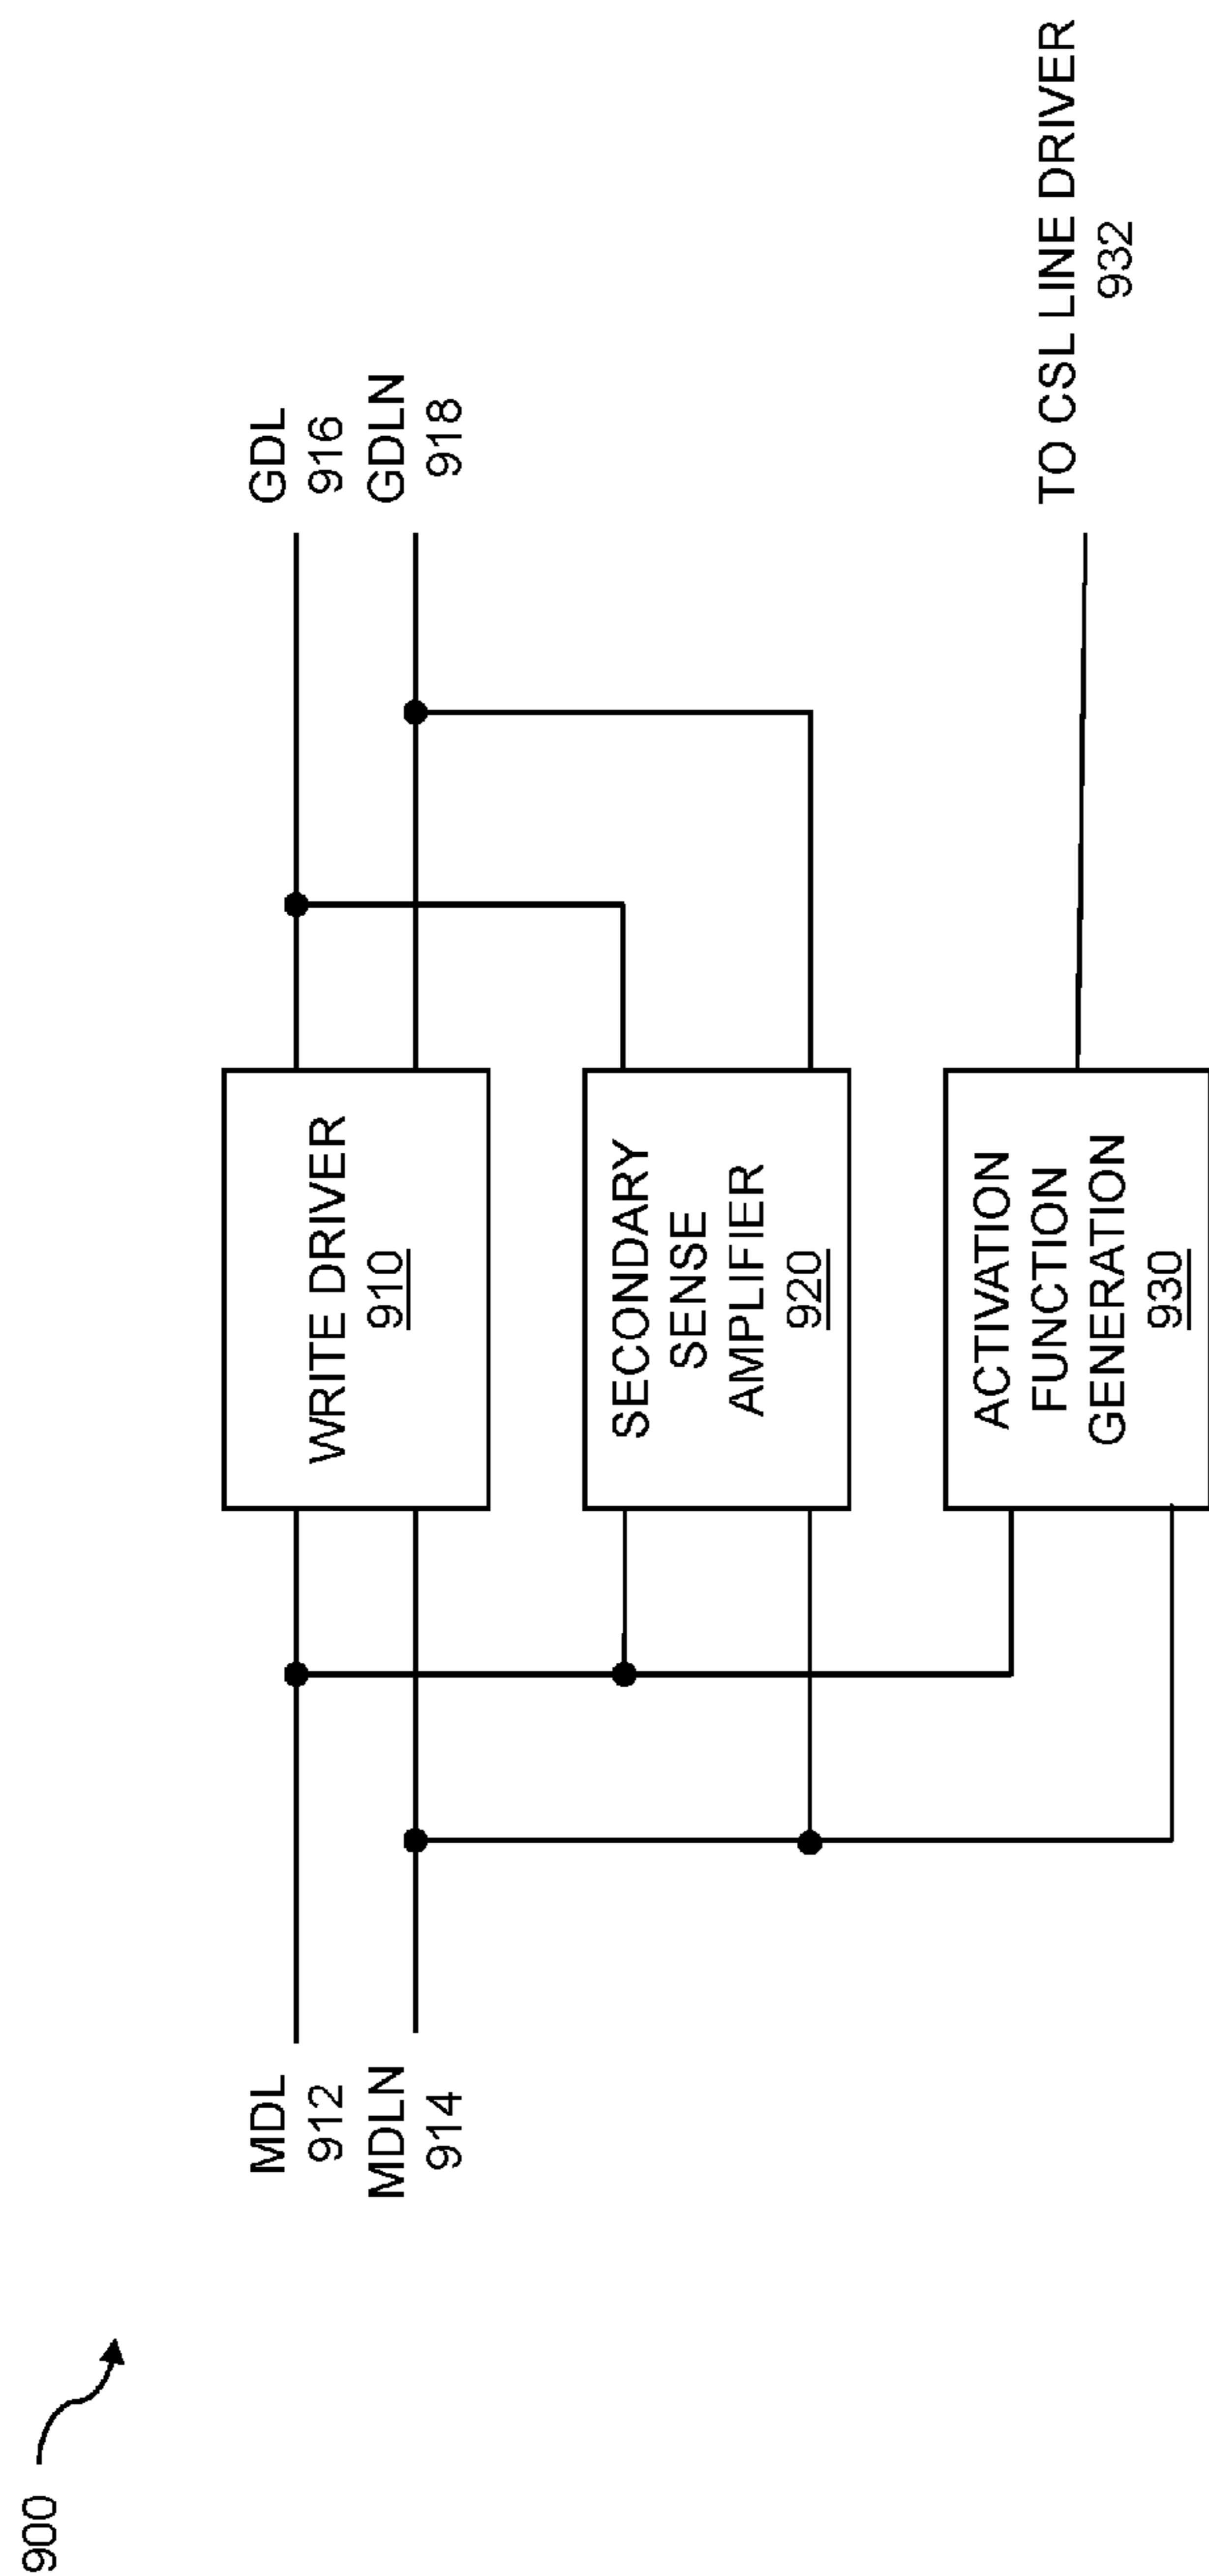 900
MDL
912
MDLN
914
WRITE DRIVER
910
GDL
916
GDLN
918
SECONDARY
SENSE
AMPLIFIER
920
ACTIVATION
FUNCTION
GENERATION
930
TO CSL LINE DRIVER
932